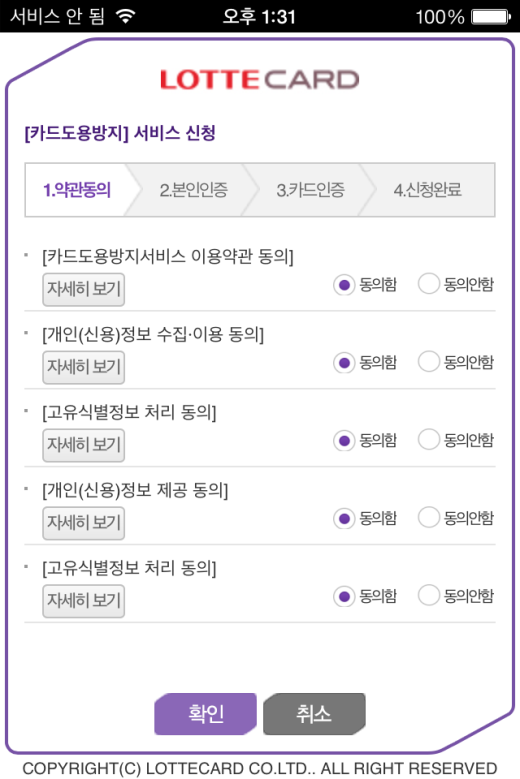 서비스 안 됨 오후 1:31 100%
LOTTECARD
[카드도용방지] 서비스 신청
1.약관동의 2.본인인증 3.카드인증 4.신청완료
[카드도용방지서비스 이용약관 동의]
자세히 보기 동의함 동의안함
[개인(신용)정보 수집·이용 동의]
자세히 보기 동의함 동의안함
[고유식별정보 처리 동의]
자세히 보기 동의함 동의안함
[개인(신용)정보 제공 동의]
자세히 보기 동의함 동의안함
[고유식별정보 처리 동의]
자세히 보기 동의함 동의안함
확인 취소
COPYRIGHT(C) LOTTECARD CO.LTD.. ALL RIGHT RESERVED